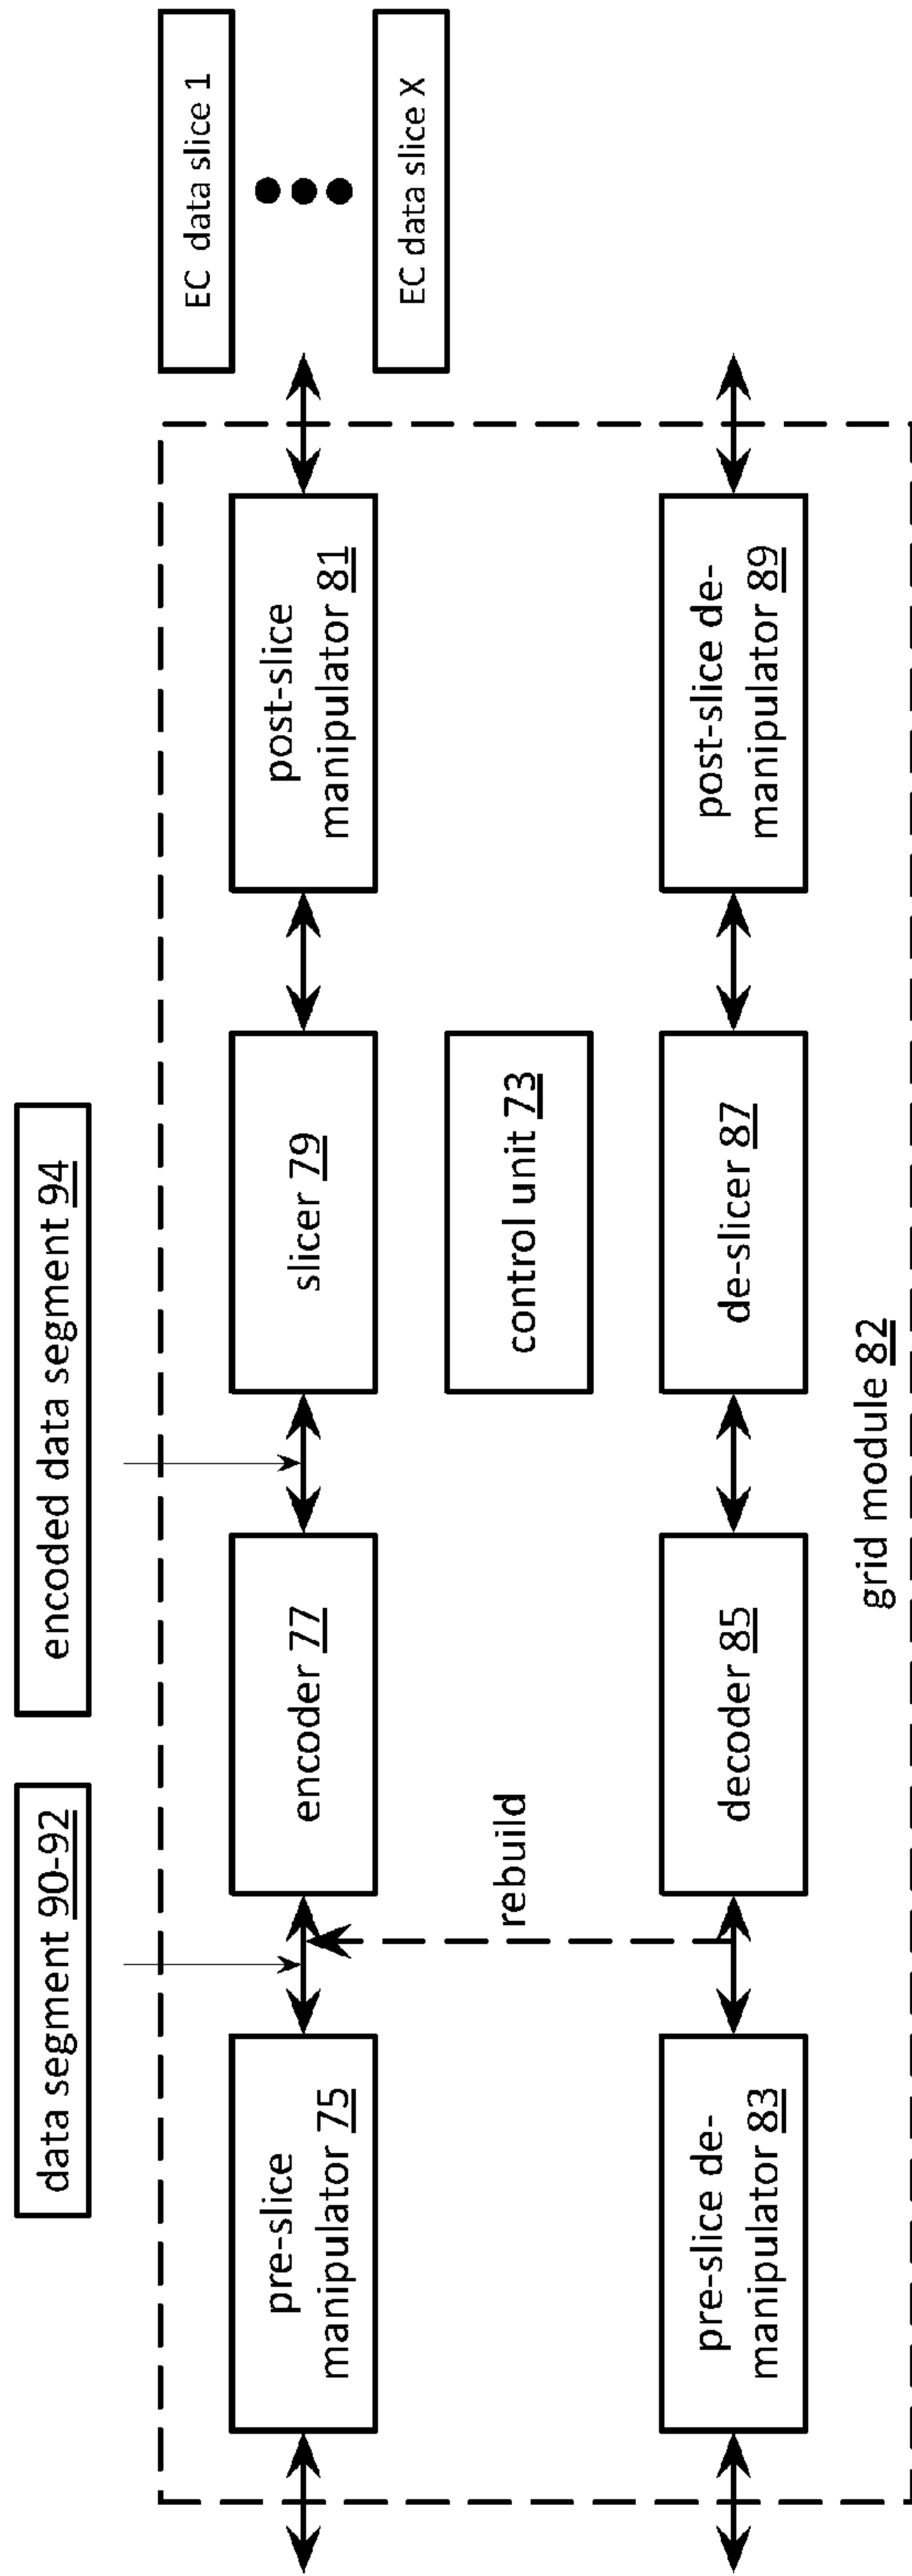 data segment 90-92
encoded data segment 94
EC data slice 1
EC data slice X
pre-slice
manipulator 75
encoder 77
slicer 79
post-slice
manipulator 81
rebuild
control unit 73
pre-slice de-
manipulator 83
decoder 85
de-slicer 87
post-slice de-
manipulator 89
grid module 82